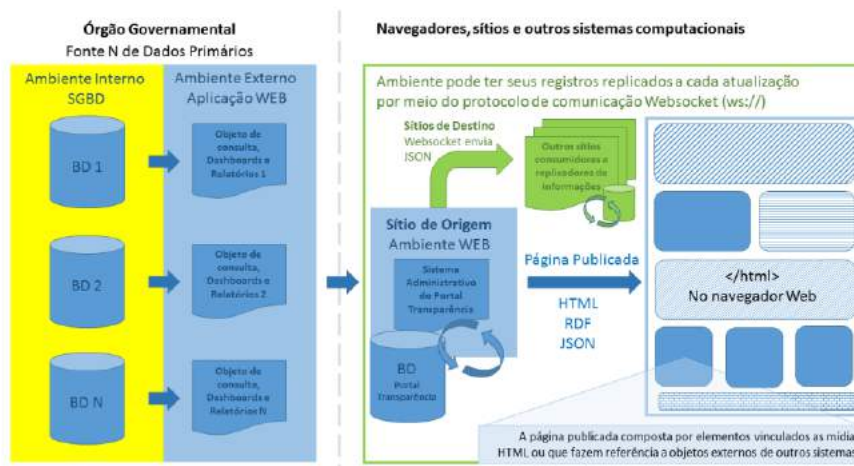 Órgão Governamental
Fonte N de Dados Primários
Ambiente Interno
SGBD
Ambiente Externo
Aplicação WEB
BD 1
Objeto de
consulta,
Dashboards e
Relatórios 1
BD 2
Objeto de
consulta,
Dashboards e
Relatórios 2
BD N
Objeto de
consulta,
Dashboards e
Relatórios N
Navegadores, sítios e outros sistemas computacionais
Ambiente pode ter seus registros replicados a cada atualização
por meio do protocolo de comunicação Websocket (ws://)
Sítios de Destino
Websocket envia
JSON
Outros sítios
consumidores e
replicadores de
informações
Sítio de Origem
Ambiente WEB
Sistema
Administrativo
do Portal
Transparência
BD
Portal
Transparência
Página Publicada
HTML
RDF
JSON
</html>
No navegador Web
A página publicada composta por elementos vinculados as mídia
HTML ou que fazem referência a objetos externos de outros sistemas